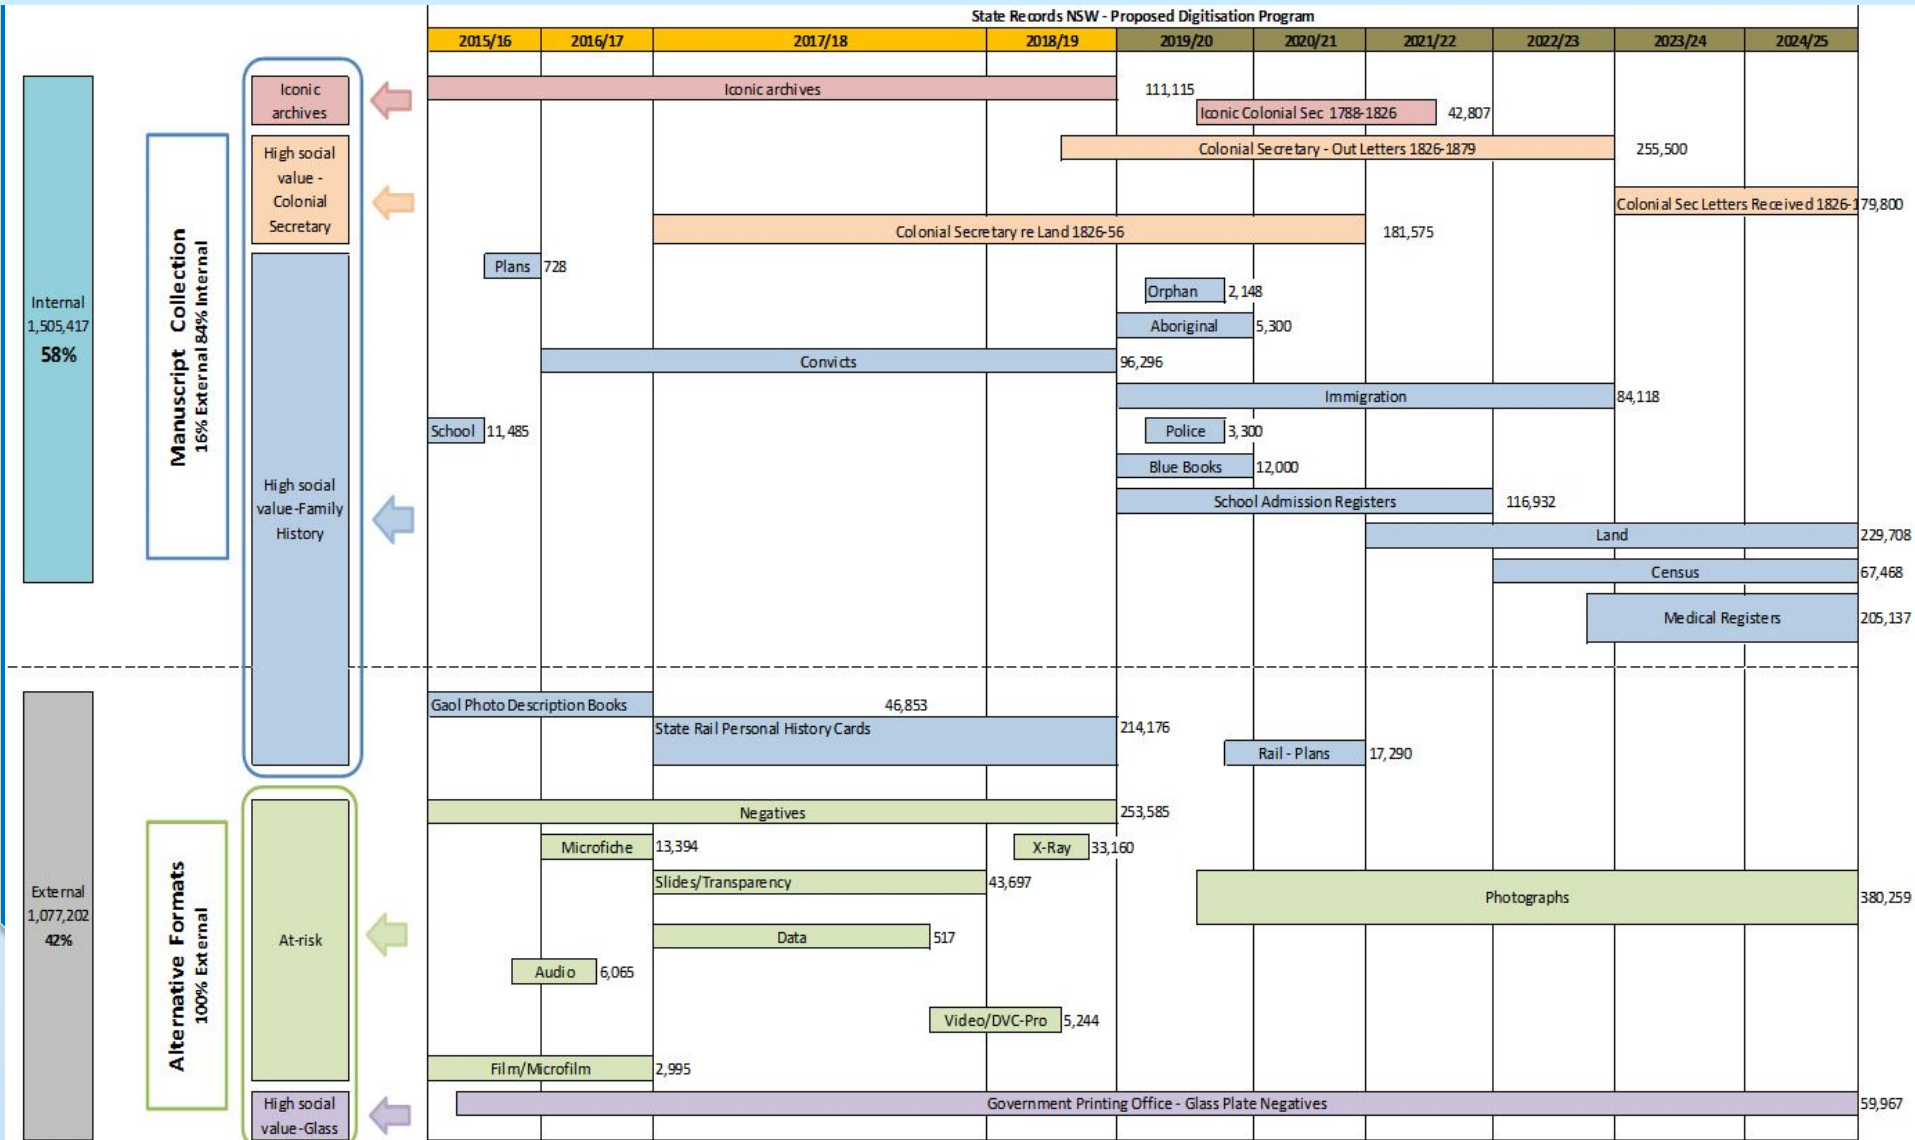 State Records NSW - Proposed Digitisation Program
2015/16 2016/17 2017/18 2018/19 2019/20 2020/21 2021/22 2022/23 2023/24 2024/25
Internal
1,505,417
58%
Manuscript Collection
16% External 84% Internal
Iconic
archives
Iconic archives 111,115
Iconic Colonial Sec 1788-1826 42,807
High social
value -
Colonial
Secretary
Colonial Secretary - Out Letters 1826-1879 255,500
Colonial Sec Letters Received 1826-179,800
Colonial Secretary re Land 1826-56 181,575
High social
value-Family
History
Plans 728
Orphan 2,148
Aboriginal 5,300
Convicts 96,296
Immigration 84,118
School 11,485
Police 3,300
Blue Books 12,000
School Admission Registers 116,932
Land 229,708
Census 67,468
Medical Registers 205,137
Gaol Photo Description Books 46,853
State Rail Personal History Cards 214,176
Rail - Plans 17,290
External
1,077,202
42%
Alternative Formats
100% External
At-risk
Negatives 253,585
Microfiche 13,394
X-Ray 33,160
Slides/Transparency 43,697
Photographs 380,259
Data 517
Audio 6,065
Video/DVC-Pro 5,244
Film/Microfilm 2,995
High social
value-Glass
Government Printing Office - Glass Plate Negatives 59,967